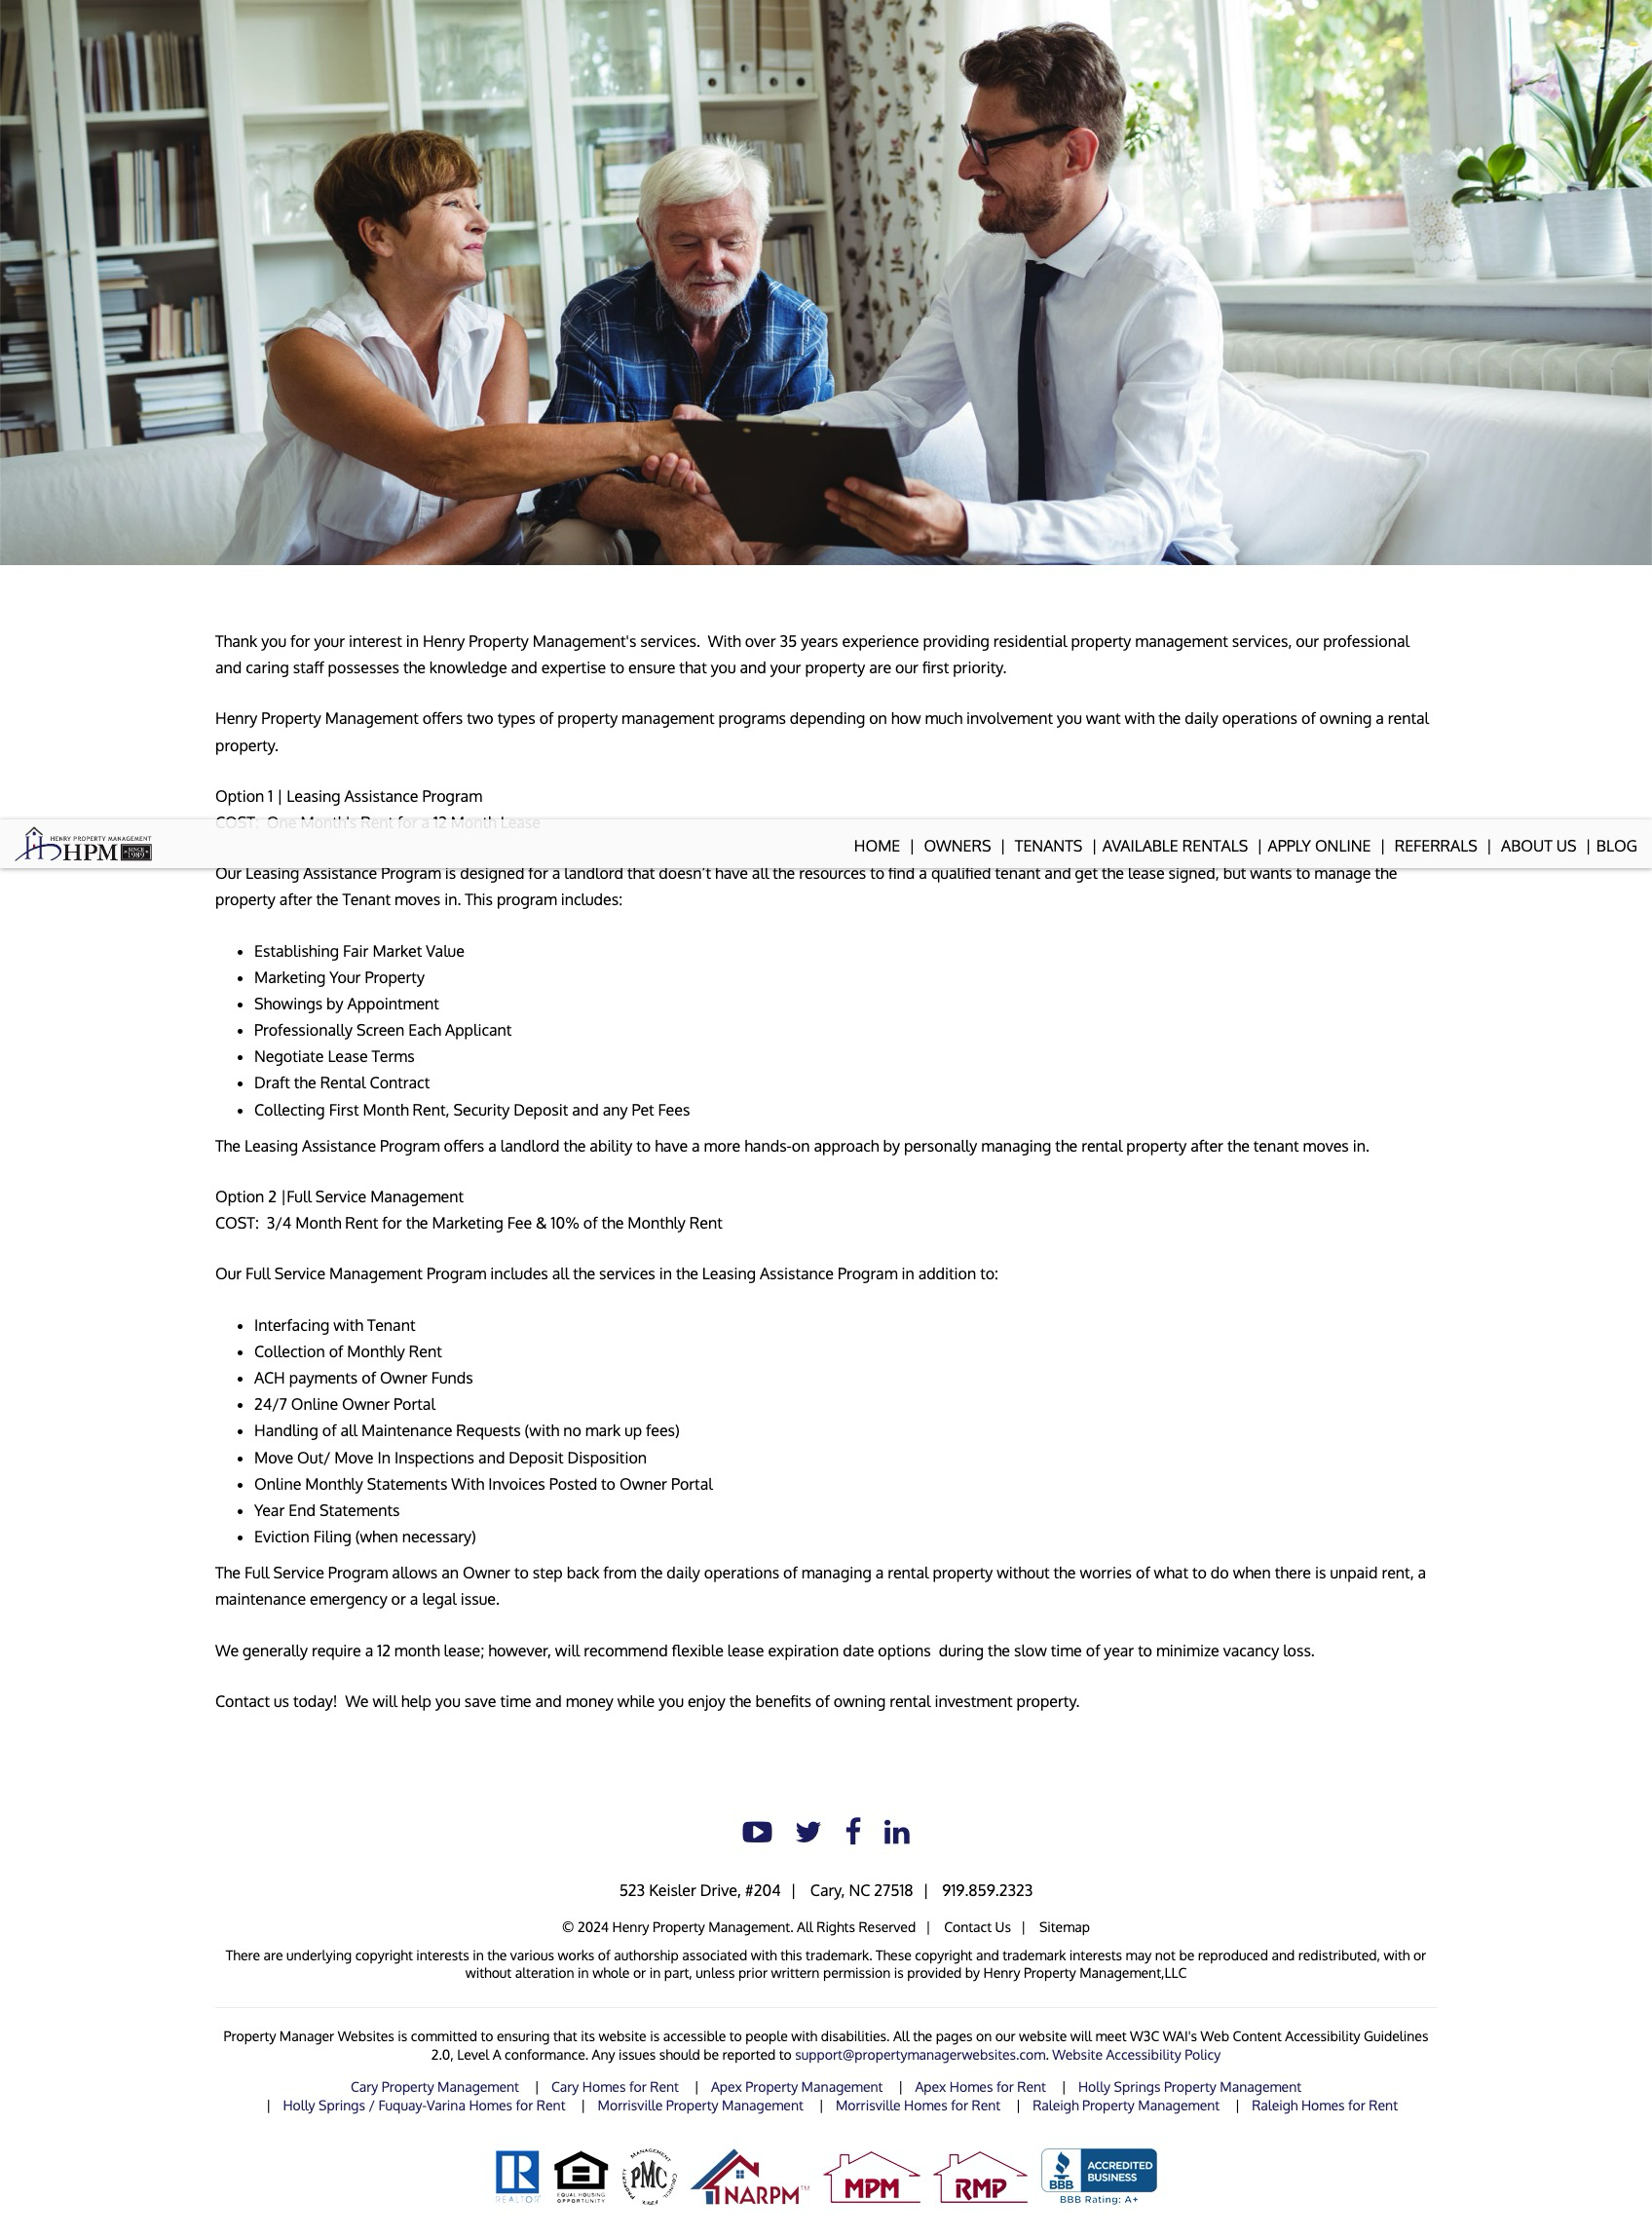 Thank you for your interest in Henry Property Management's services.  With over 35 years experience providing residential property management services, our professional
and caring staff possesses the knowledge and expertise to ensure that you and your property are our first priority.
Henry Property Management offers two types of property management programs depending on how much involvement you want with the daily operations of owning a rental
property.
Option 1 | Leasing Assistance Program
COST:  One Month's Rent for a 12 Month Lease
HENRY PROPERTY MANAGEMENT
HPM SINCE 1989
HOME | OWNERS | TENANTS | AVAILABLE RENTALS | APPLY ONLINE | REFERRALS | ABOUT US | BLOG
Our Leasing Assistance Program is designed for a landlord that doesn't have all the resources to find a qualified tenant and get the lease signed, but wants to manage the
property after the Tenant moves in. This program includes:
• Establishing Fair Market Value
• Marketing Your Property
• Showings by Appointment
• Professionally Screen Each Applicant
• Negotiate Lease Terms
• Draft the Rental Contract
• Collecting First Month Rent, Security Deposit and any Pet Fees
The Leasing Assistance Program offers a landlord the ability to have a more hands-on approach by personally managing the rental property after the tenant moves in.
Option 2 |Full Service Management
COST:  3/4 Month Rent for the Marketing Fee & 10% of the Monthly Rent
Our Full Service Management Program includes all the services in the Leasing Assistance Program in addition to:
• Interfacing with Tenant
• Collection of Monthly Rent
• ACH payments of Owner Funds
• 24/7 Online Owner Portal
• Handling of all Maintenance Requests (with no mark up fees)
• Move Out/ Move In Inspections and Deposit Disposition
• Online Monthly Statements With Invoices Posted to Owner Portal
• Year End Statements
• Eviction Filing (when necessary)
The Full Service Program allows an Owner to step back from the daily operations of managing a rental property without the worries of what to do when there is unpaid rent, a
maintenance emergency or a legal issue.
We generally require a 12 month lease; however, will recommend flexible lease expiration date options  during the slow time of year to minimize vacancy loss.
Contact us today!  We will help you save time and money while you enjoy the benefits of owning rental investment property.
523 Keisler Drive, #204 | Cary, NC 27518 | 919.859.2323
© 2024 Henry Property Management. All Rights Reserved | Contact Us | Sitemap
There are underlying copyright interests in the various works of authorship associated with this trademark. These copyright and trademark interests may not be reproduced and redistributed, with or
without alteration in whole or in part, unless prior writtern permission is provided by Henry Property Management,LLC
Property Manager Websites is committed to ensuring that its website is accessible to people with disabilities. All the pages on our website will meet W3C WAI's Web Content Accessibility Guidelines
2.0, Level A conformance. Any issues should be reported to support@propertymanagerwebsites.com. Website Accessibility Policy
Cary Property Management | Cary Homes for Rent | Apex Property Management | Apex Homes for Rent | Holly Springs Property Management
| Holly Springs / Fuquay-Varina Homes for Rent | Morrisville Property Management | Morrisville Homes for Rent | Raleigh Property Management | Raleigh Homes for Rent
R
REALTOR
EQUAL HOUSING
OPPORTUNITY
PMC
NARPM™
MPM
RMP
BBB
ACCREDITED
BUSINESS
BBB Rating: A+